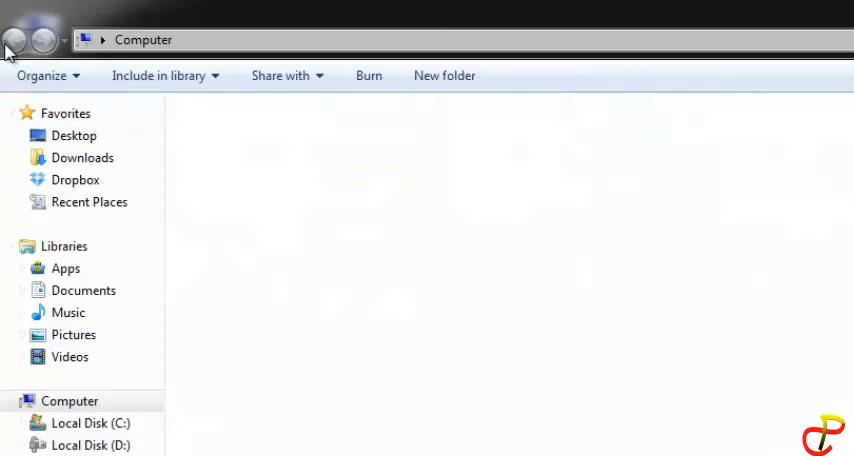 Computer
Organize Include in library Share with Burn New folder
Favorites
Desktop
Downloads
Dropbox
Recent Places
Libraries
Apps
Documents
Music
Pictures
Videos
Computer
Local Disk (C:)
Local Disk (D:)